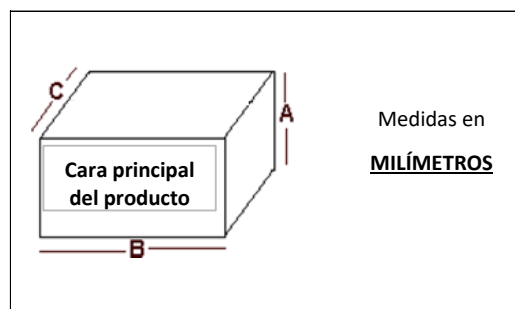 C
A
Medidas en
MILÍMETROS
Cara principal
del producto
B